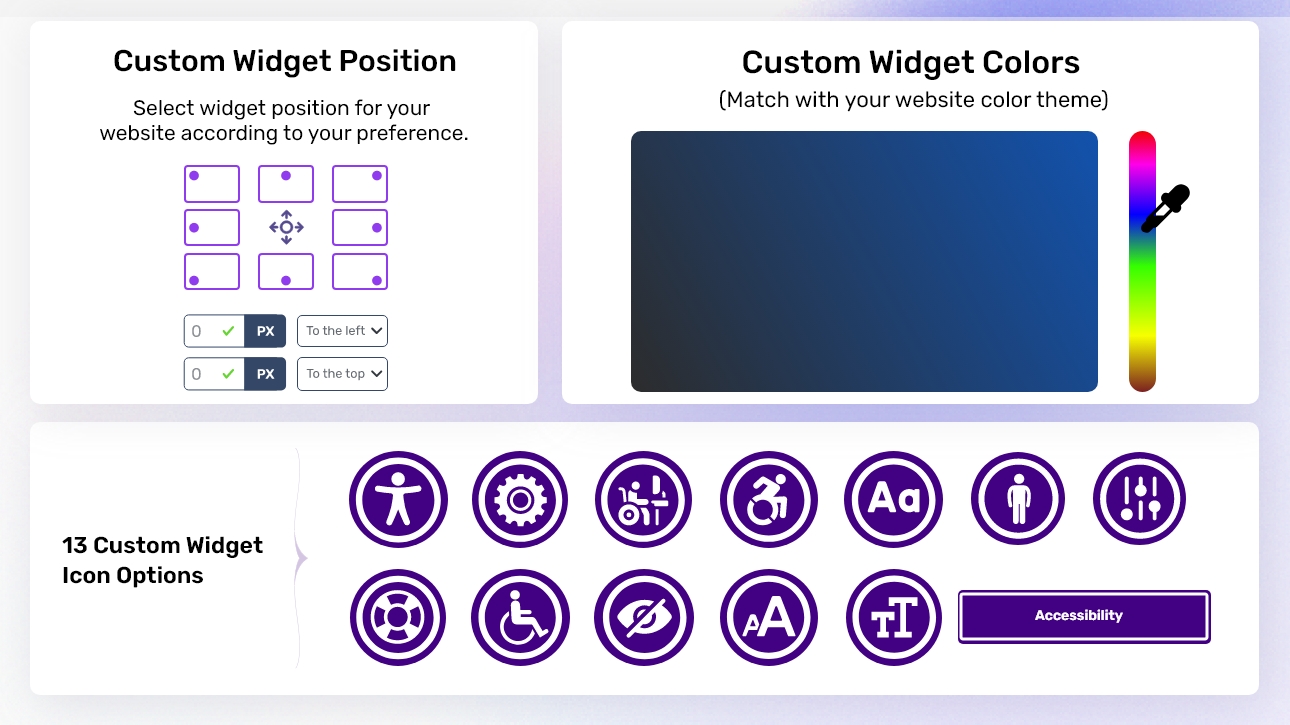 Custom Widget Position
Select widget position for your
website according to your preference.
0 PX To the left
0 PX To the top
Custom Widget Colors
(Match with your website color theme)
13 Custom Widget
Icon Options
Aa
AA
TT
Accessibility